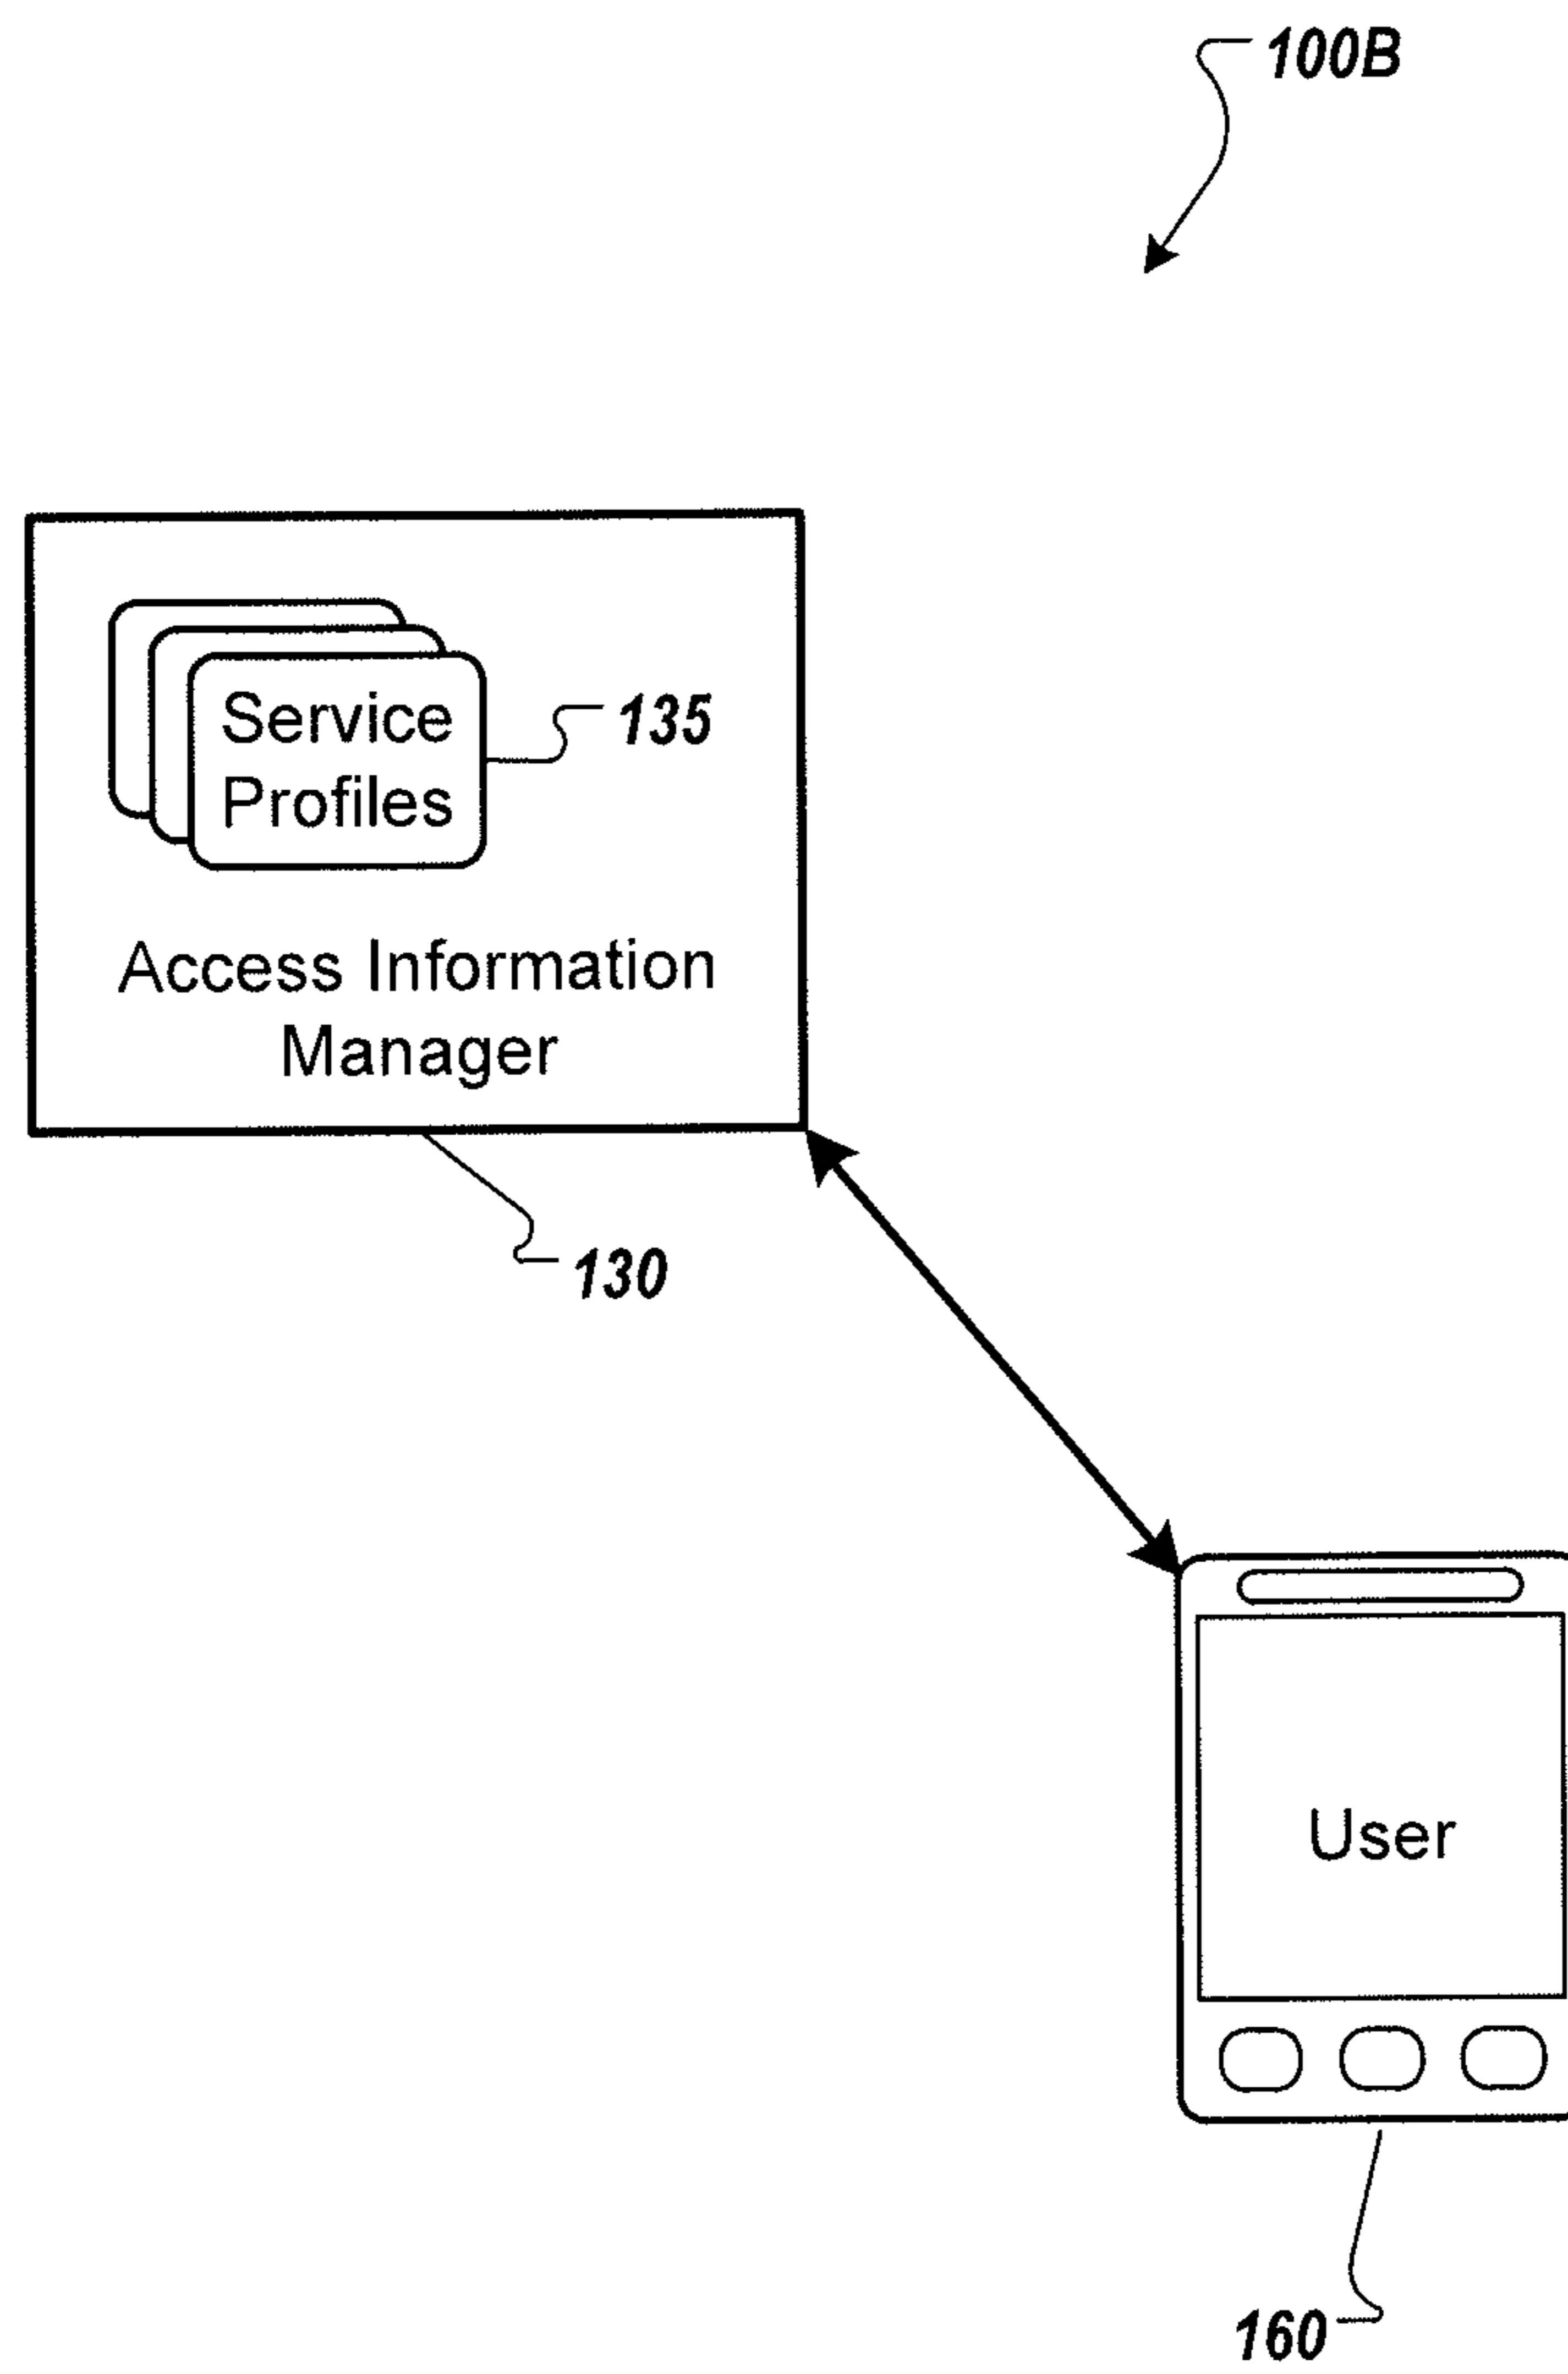 100B
Service
Profiles
135
Access Information
Manager
130
User
160